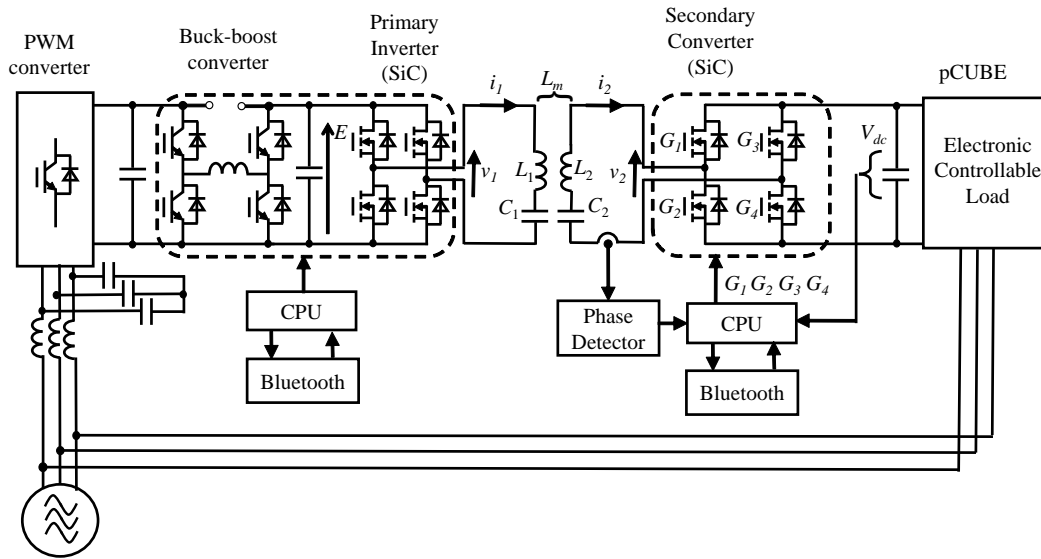 PWM
converter
Buck-boost
converter
Primary
Inverter
(SiC)
Secondary
Converter
(SiC)
pCUBE
i1
Lm
i2
E
v1
L1
L2
C1
C2
v2
G1
G3
G2
G4
Vdc
Electronic
Controllable
Load
G1 G2 G3 G4
CPU
Bluetooth
Phase
Detector
CPU
Bluetooth